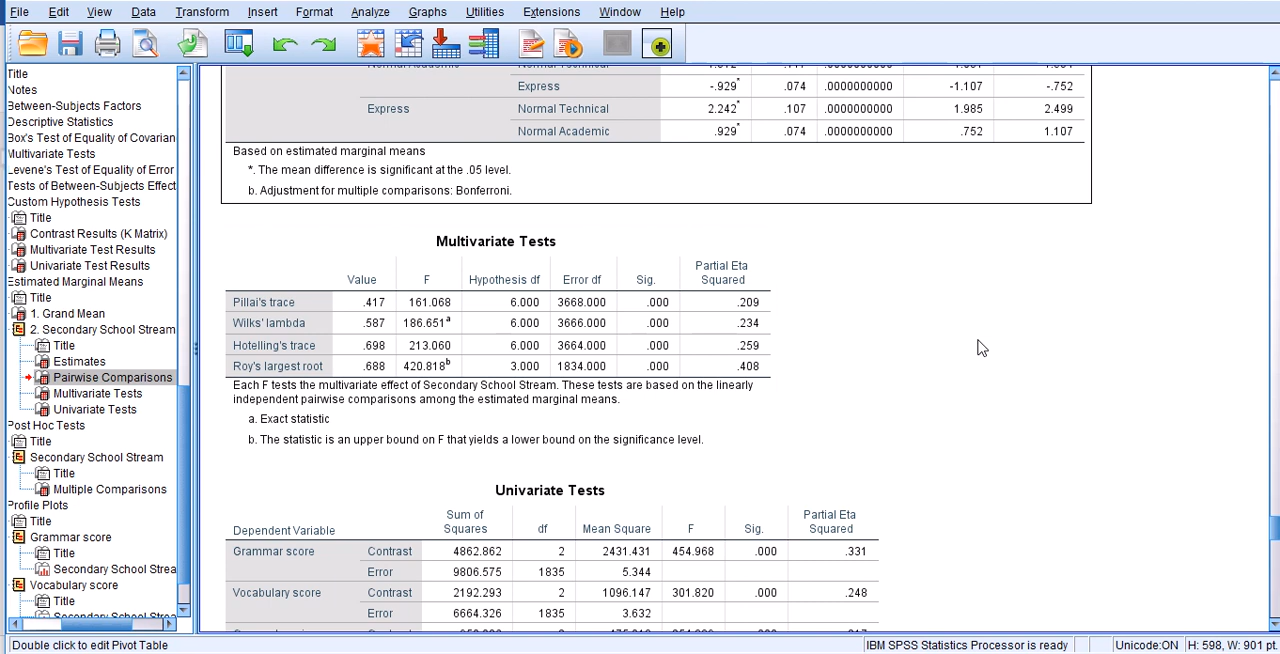 File Edit View Data Transform Insert Format Analyze Graphs Utilities Extensions Window Help
Title
Notes
Between-Subjects Factors
Descriptive Statistics
Box's Test of Equality of Covarian
Multivariate Tests
Levene's Test of Equality of Error
Tests of Between-Subjects Effect
Custom Hypothesis Tests
Title
Contrast Results (K Matrix)
Multivariate Test Results
Univariate Test Results
Estimated Marginal Means
Title
1. Grand Mean
2. Secondary School Stream
Title
Estimates
Pairwise Comparisons
Multivariate Tests
Univariate Tests
Post Hoc Tests
Title
Secondary School Stream
Title
Multiple Comparisons
Profile Plots
Title
Grammar score
Title
Secondary School Strea
Vocabulary score
Title
Secondary School Strea
Express -.929* .074 .0000000000 -1.107 -.752
Express Normal Technical 2.242* .107 .0000000000 1.985 2.499
Normal Academic .929* .074 .0000000000 .752 1.107
Based on estimated marginal means
*. The mean difference is significant at the .05 level.
b. Adjustment for multiple comparisons: Bonferroni.
Multivariate Tests
Value F Hypothesis df Error df Sig. Partial Eta Squared
Pillai's trace .417 161.068 6.000 3668.000 .000 .209
Wilks' lambda .587 186.651a 6.000 3666.000 .000 .234
Hotelling's trace .698 213.060 6.000 3664.000 .000 .259
Roy's largest root .688 420.818b 3.000 1834.000 .000 .408
Each F tests the multivariate effect of Secondary School Stream. These tests are based on the linearly
independent pairwise comparisons among the estimated marginal means.
a. Exact statistic
b. The statistic is an upper bound on F that yields a lower bound on the significance level.
Univariate Tests
Dependent Variable Sum of Squares df Mean Square F Sig. Partial Eta Squared
Grammar score Contrast 4862.862 2 2431.431 454.968 .000 .331
Error 9806.575 1835 5.344
Vocabulary score Contrast 2192.293 2 1096.147 301.820 .000 .248
Error 6664.326 1835 3.632
Double click to edit Pivot Table IBM SPSS Statistics Processor is ready Unicode:ON H: 598, W: 901 pt.